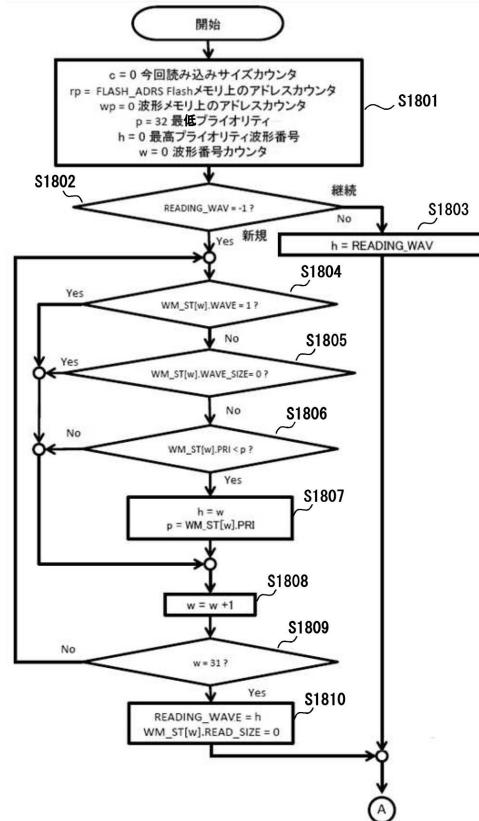 開始
c = 0 今回読み込みサイズカウンタ
rp = FLASH_ADRS Flashメモリ上のアドレスカウンタ
wp = 0 波形メモリ上のアドレスカウンタ
p = 32 最低プライオリティ
h = 0 最高プライオリティ波形番号
w = 0 波形番号カウンタ
S1801
S1802
READING_WAV = -1 ?
継続
No
S1803
h = READING_WAV
Yes
新規
S1804
Yes
WM_ST[w].WAVE = 1 ?
No
S1805
Yes
WM_ST[w].WAVE_SIZE= 0 ?
No
S1806
No
WM_ST[w].PRI < p ?
Yes
S1807
h = w
p = WM_ST[w].PRI
S1808
w = w +1
S1809
No
w = 31 ?
Yes
S1810
READING_WAVE = h
WM_ST[w].READ_SIZE = 0
A